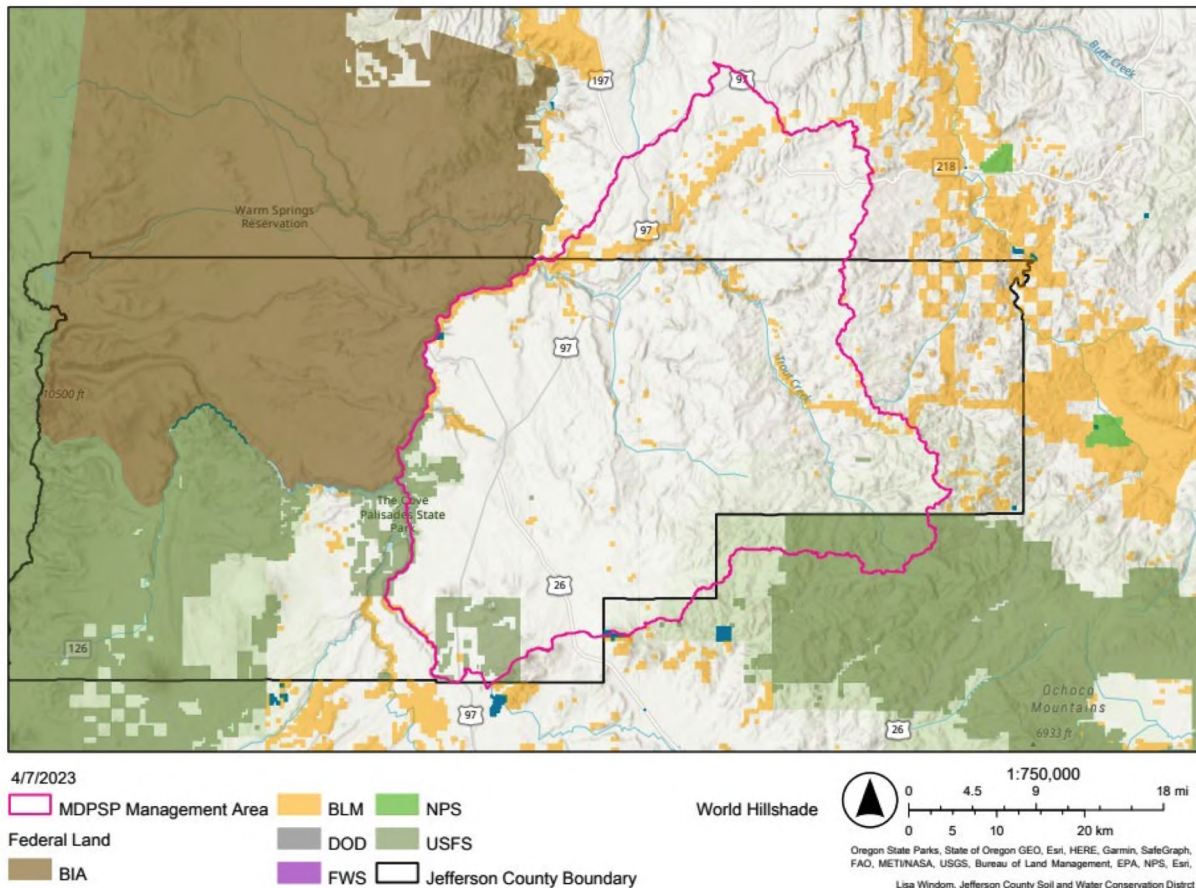 197
97
Butte Creek
218
Warm Springs
Reservation
97
97
Trout Creek
10500 ft
The Cove
Palisades State
Park
26
126
97
26
Ochoco
Mountains
6933 ft
4/7/2023
MDPSP Management Area
Federal Land
BIA
BLM
DOD
FWS
NPS
USFS
Jefferson County Boundary
World Hillshade
1:750,000
0 4.5 9 18 mi
0 5 10 20 km
Oregon State Parks, State of Oregon GEO, Esri, HERE, Garmin, SafeGraph,
FAO, METI/NASA, USGS, Bureau of Land Management, EPA, NPS, Esri,
Lisa Windom, Jefferson County Soil and Water Conservation District